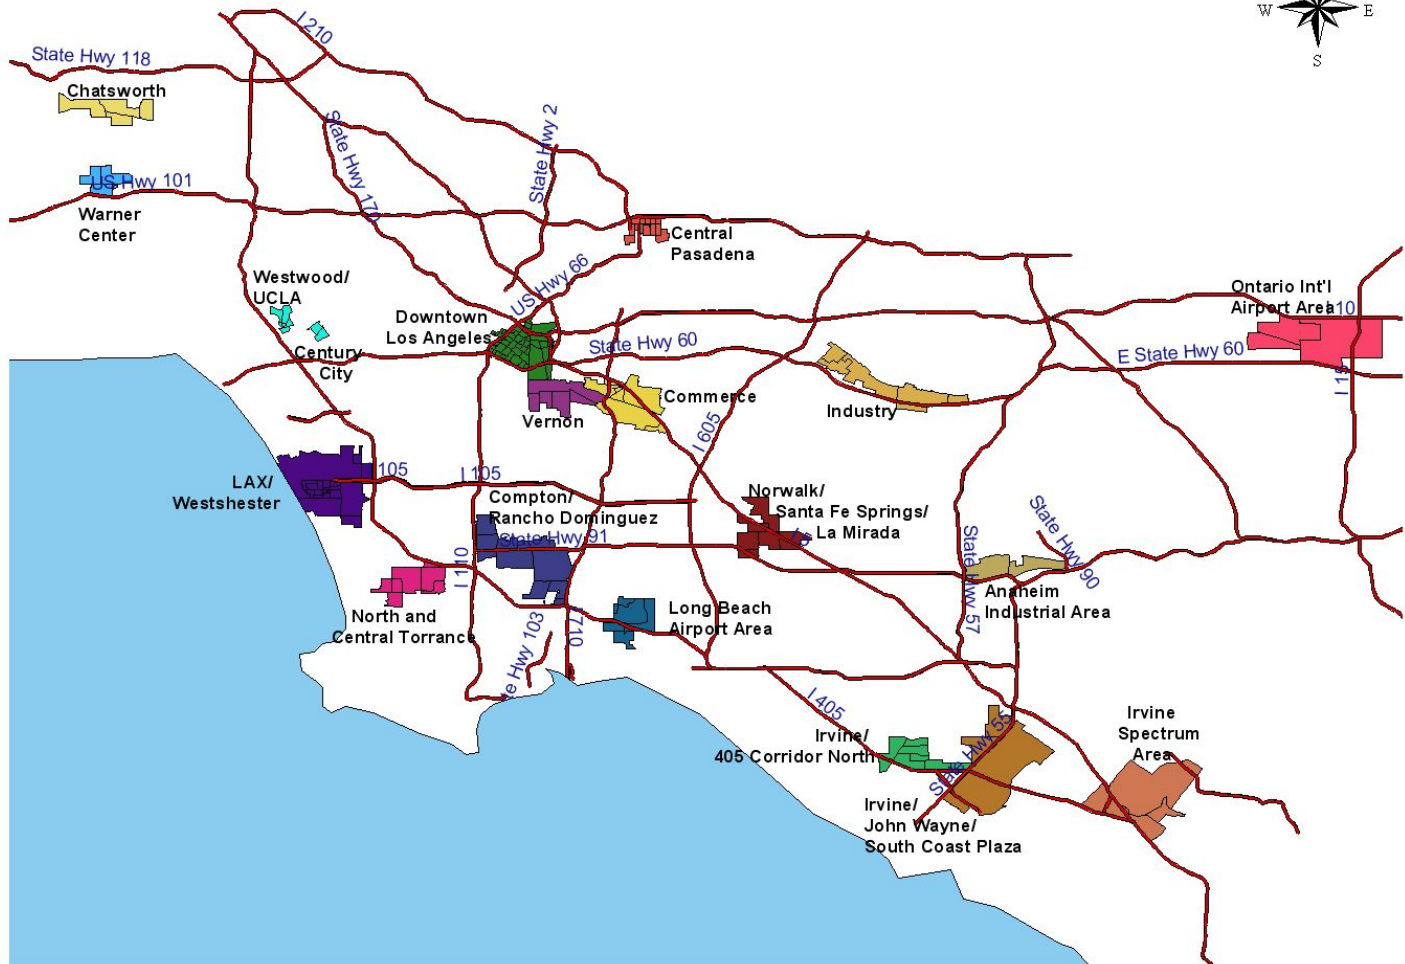 W E
S
I 210
State Hwy 118
Chatsworth
State Hwy 2
State Hwy 170
US Hwy 101
Warner
Center
Central
Pasadena
Westwood/
UCLA
US Hwy 66
Ontario Int'l
Airport Area
I 10
Downtown
Los Angeles
State Hwy 60
E State Hwy 60
Century
City
I 15
Commerce
Industry
Vernon
I 605
LAX/
Westshester
105
I 105
Compton/
Rancho Dominguez
Norwalk/
Santa Fe Springs/
La Mirada
I 5
State Hwy 91
State Hwy 90
State Hwy 57
I 110
Anaheim
Industrial Area
North and
Central Torrance
Long Beach
Airport Area
I 710
te Hwy 103
I 405
Irvine
Spectrum
Area
Irvine/
405 Corridor North
State Hwy 55
Irvine/
John Wayne/
South Coast Plaza